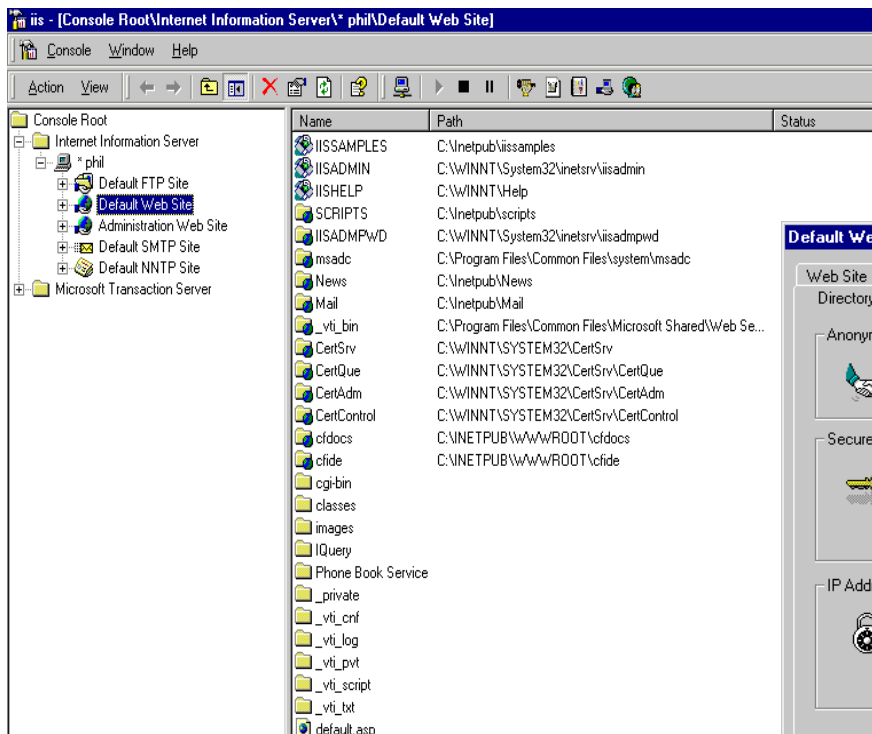 iis - [Console Root\Internet Information Server\* phil\Default Web Site]
Console Window Help
Action View
Console Root
Internet Information Server
* phil
Default FTP Site
Default Web Site
Administration Web Site
Default SMTP Site
Default NNTP Site
Microsoft Transaction Server
Name Path Status
IISSAMPLES C:\Inetpub\iissamples
IISADMIN C:\WINNT\System32\inetsrv\iisadmin
IISHELP C:\WINNT\Help
SCRIPTS C:\Inetpub\scripts
IISADMPWD C:\WINNT\System32\inetsrv\iisadmpwd
msadc C:\Program Files\Common Files\system\msadc
News C:\Inetpub\News
Mail C:\Inetpub\Mail
_vti_bin C:\Program Files\Common Files\Microsoft Shared\Web Se...
CertSrv C:\WINNT\SYSTEM32\CertSrv
CertQue C:\WINNT\SYSTEM32\CertSrv\CertQue
CertAdm C:\WINNT\SYSTEM32\CertSrv\CertAdm
CertControl C:\WINNT\SYSTEM32\CertSrv\CertControl
cfdocs C:\INETPUB\WWWROOT\cfdocs
cfide C:\INETPUB\WWWROOT\cfide
cgi-bin
classes
images
IQuery
Phone Book Service
_private
_vti_cnf
_vti_log
_vti_pvt
_vti_script
_vti_txt
default.asp
Default We
Web Site
Directory
Anonyr
Secure
IP Add